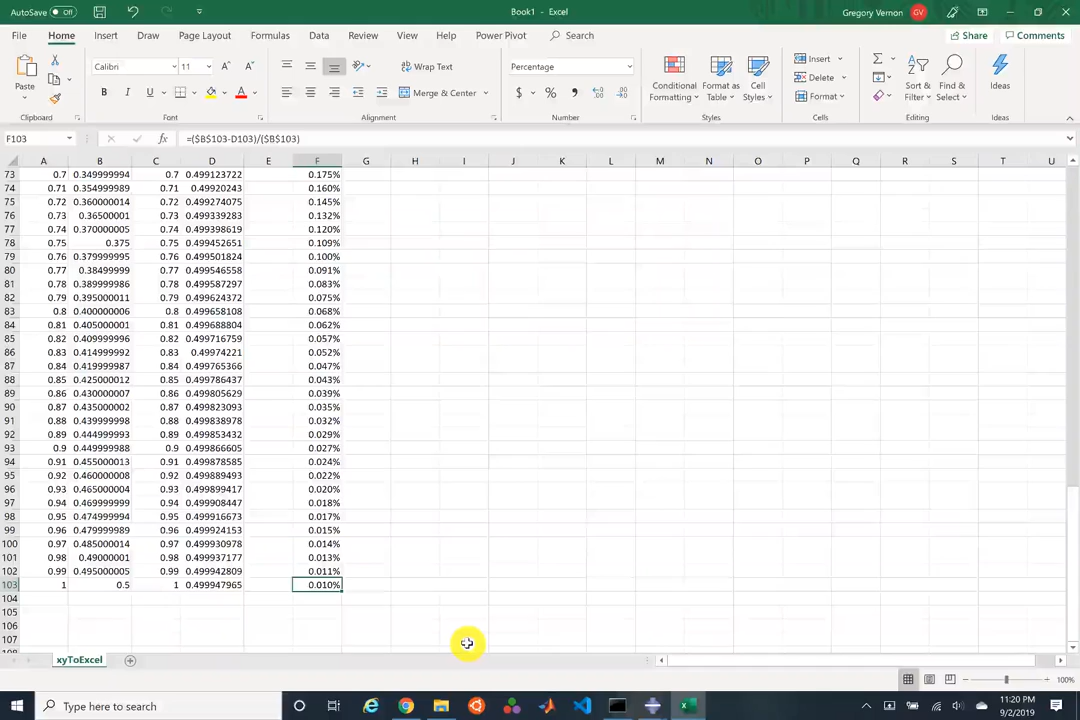 AutoSave Off Book1 - Excel Gregory Vernon GV
File Home Insert Draw Page Layout Formulas Data Review View Help Power Pivot Search Share Comments
Paste Calibri 11 Wrap Text Percentage Conditional Formatting Format as Table Cell Styles Insert Sort & Filter Find & Select Ideas
B I U A Merge & Center $ % Delete
Format
Clipboard Font Alignment Number Styles Cells Editing Ideas
F103 fx =($B$103-D103)/($B$103)
A B C D E F G H I J K L M N O P Q R S T U
73 0.7 0.349999994 0.7 0.499123722 0.175%
74 0.71 0.354999989 0.71 0.49920243 0.160%
75 0.72 0.360000014 0.72 0.499274075 0.145%
76 0.73 0.36500001 0.73 0.499339283 0.132%
77 0.74 0.370000005 0.74 0.499398619 0.120%
78 0.75 0.375 0.75 0.499452651 0.109%
79 0.76 0.379999995 0.76 0.499501824 0.100%
80 0.77 0.38499999 0.77 0.499546558 0.091%
81 0.78 0.389999986 0.78 0.499587297 0.083%
82 0.79 0.395000011 0.79 0.499624372 0.075%
83 0.8 0.400000006 0.8 0.499658108 0.068%
84 0.81 0.405000001 0.81 0.499688804 0.062%
85 0.82 0.409999996 0.82 0.499716759 0.057%
86 0.83 0.414999992 0.83 0.49974221 0.052%
87 0.84 0.419999987 0.84 0.499765366 0.047%
88 0.85 0.425000012 0.85 0.499786437 0.043%
89 0.86 0.430000007 0.86 0.499805629 0.039%
90 0.87 0.435000002 0.87 0.499823093 0.035%
91 0.88 0.439999998 0.88 0.499838978 0.032%
92 0.89 0.444999993 0.89 0.499853432 0.029%
93 0.9 0.449999988 0.9 0.499866605 0.027%
94 0.91 0.455000013 0.91 0.499878585 0.024%
95 0.92 0.460000008 0.92 0.499889493 0.022%
96 0.93 0.465000004 0.93 0.499899417 0.020%
97 0.94 0.469999999 0.94 0.499908447 0.018%
98 0.95 0.474999994 0.95 0.499916673 0.017%
99 0.96 0.479999989 0.96 0.499924153 0.015%
100 0.97 0.485000014 0.97 0.499930978 0.014%
101 0.98 0.49000001 0.98 0.499937177 0.013%
102 0.99 0.495000005 0.99 0.499942809 0.011%
103 1 0.5 1 0.499947965 0.010%
104
105
106
107
108
xyToExcel
100%
Type here to search 11:20 PM
9/2/2019